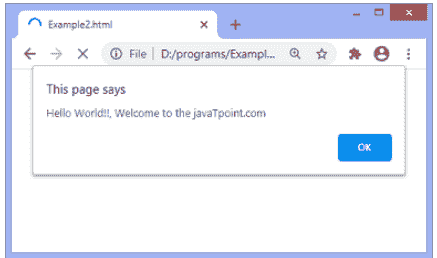 Example2.html
File | D:/programs/Exampl...
This page says
Hello World!!, Welcome to the javaTpoint.com
OK